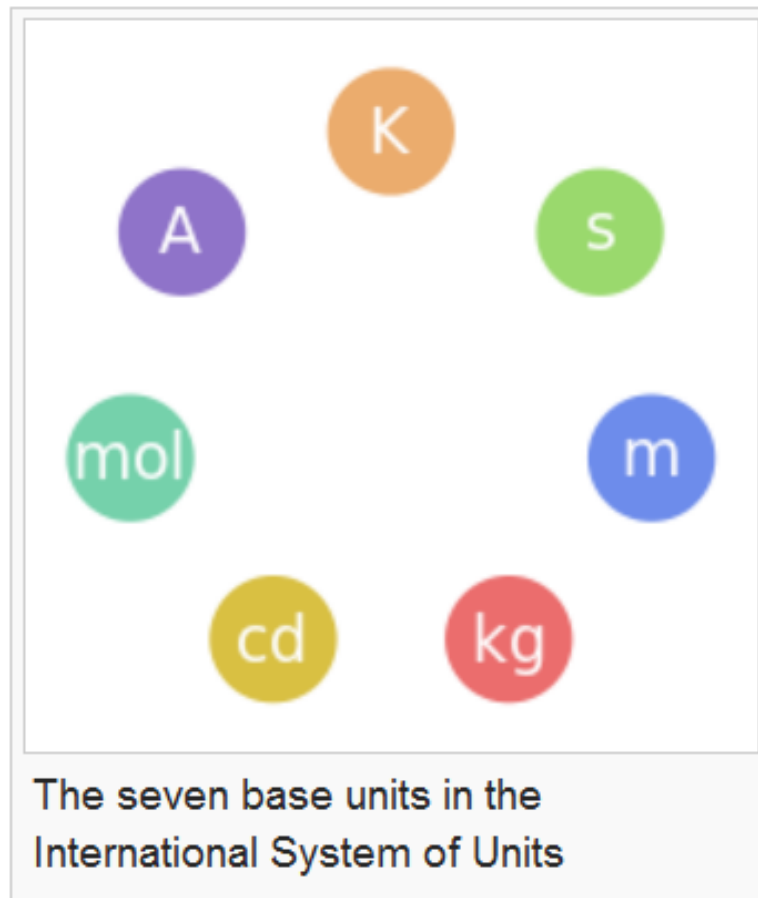 K
A
s
mol
m
cd
kg
The seven base units in the
International System of Units